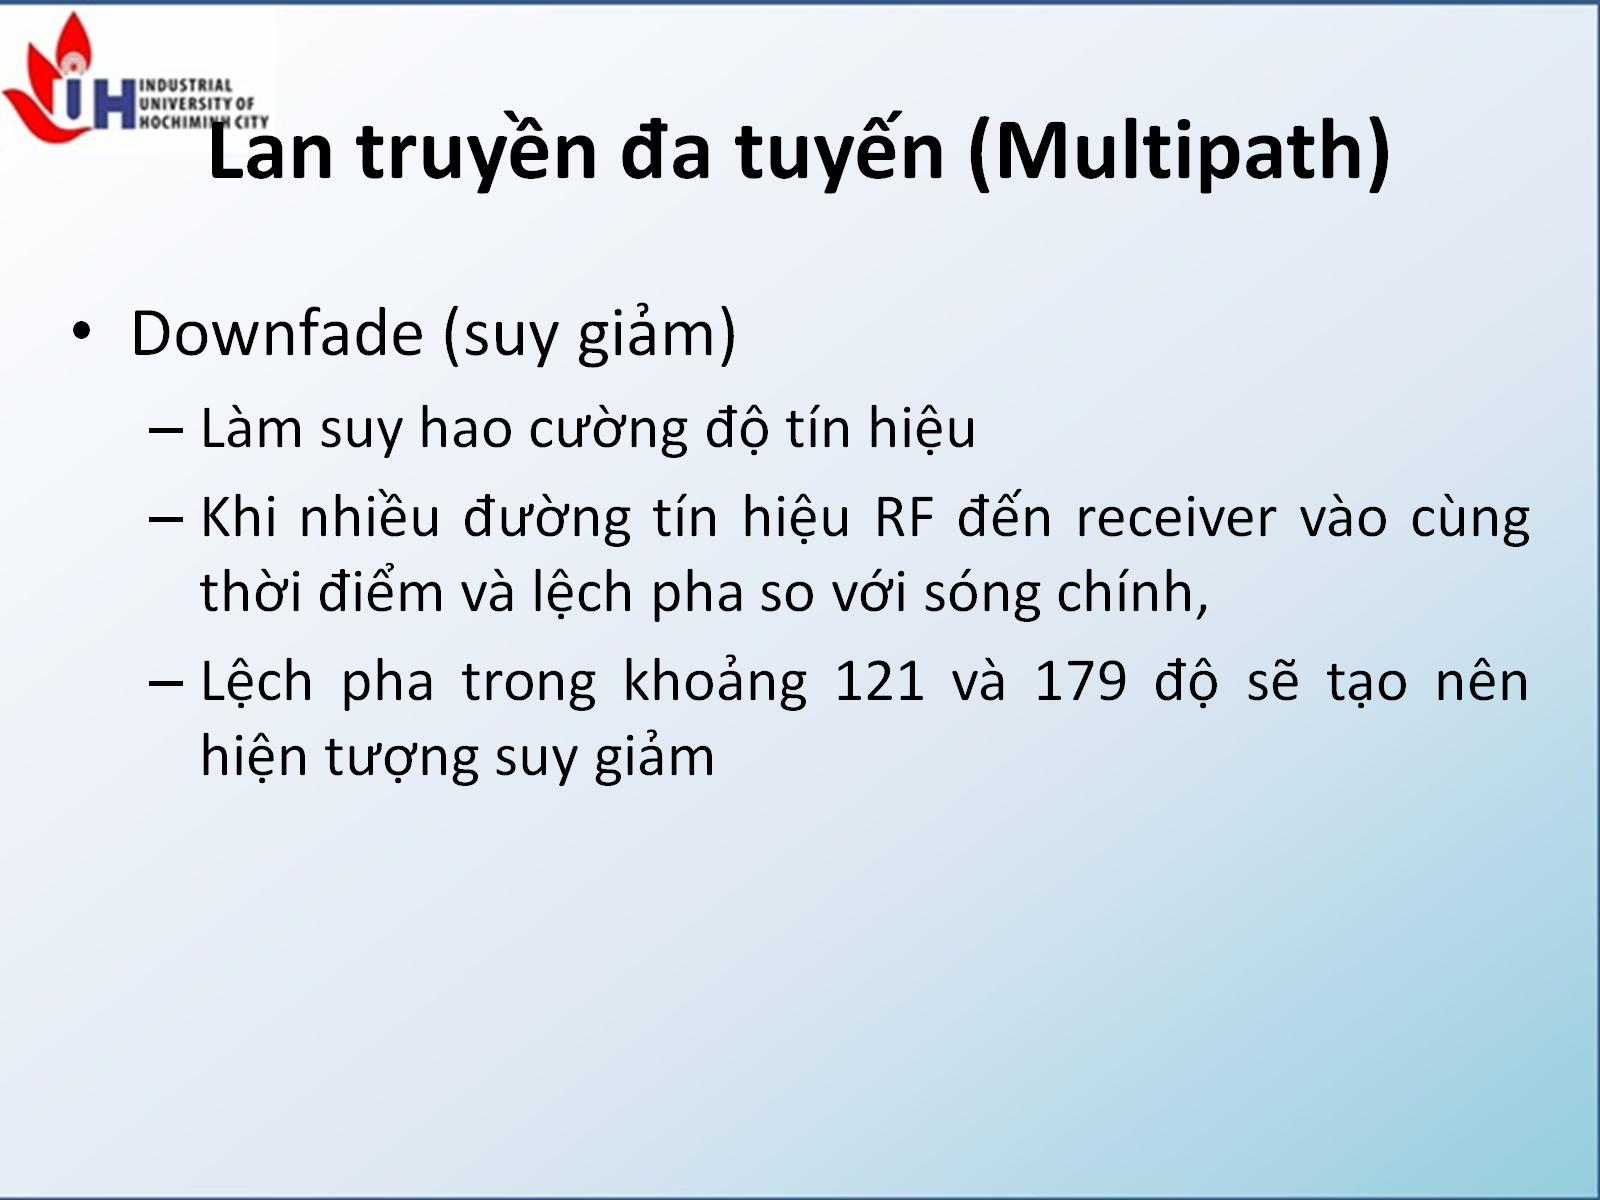 INDUSTRIAL
UNIVERSITY OF
HOCHIMINH CITY
IUH
Lan truyền đa tuyến (Multipath)
• Downfade (suy giảm)
– Làm suy hao cường độ tín hiệu
– Khi nhiều đường tín hiệu RF đến receiver vào cùng
thời điểm và lệch pha so với sóng chính,
– Lệch pha trong khoảng 121 và 179 độ sẽ tạo nên
hiện tượng suy giảm